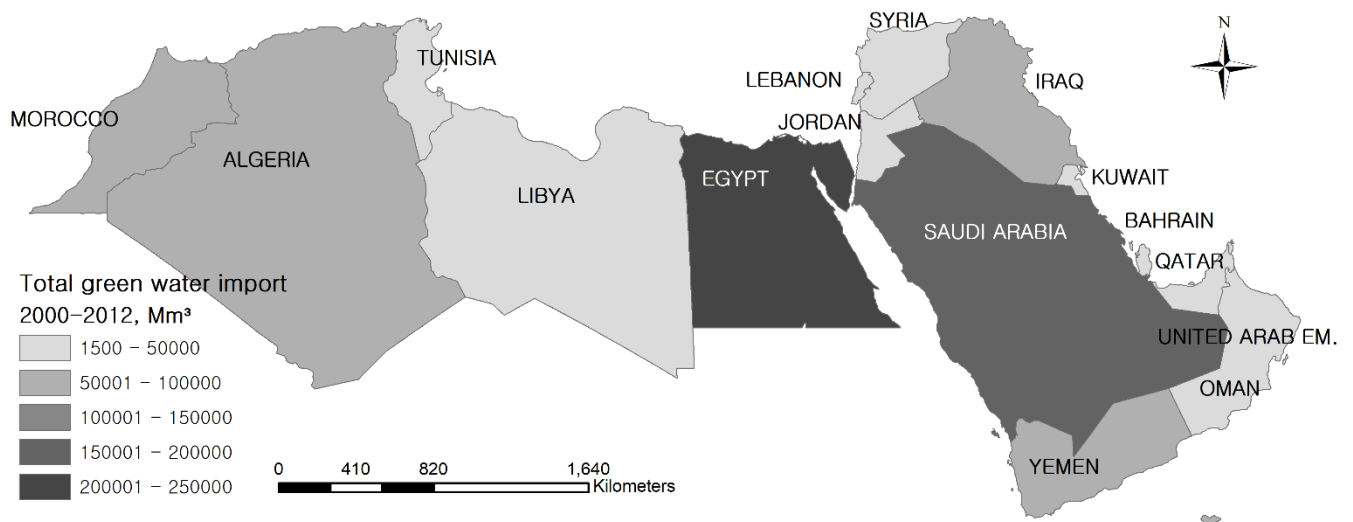 SYRIA
N
TUNISIA
LEBANON
IRAQ
MOROCCO
JORDAN
ALGERIA
EGYPT
KUWAIT
LIBYA
BAHRAIN
SAUDI ARABIA
QATAR
Total green water import
2000-2012, Mm³
1500 - 50000
50001 - 100000
100001 - 150000
150001 - 200000
200001 - 250000
UNITED ARAB EM.
OMAN
YEMEN
0 410 820 1,640
Kilometers